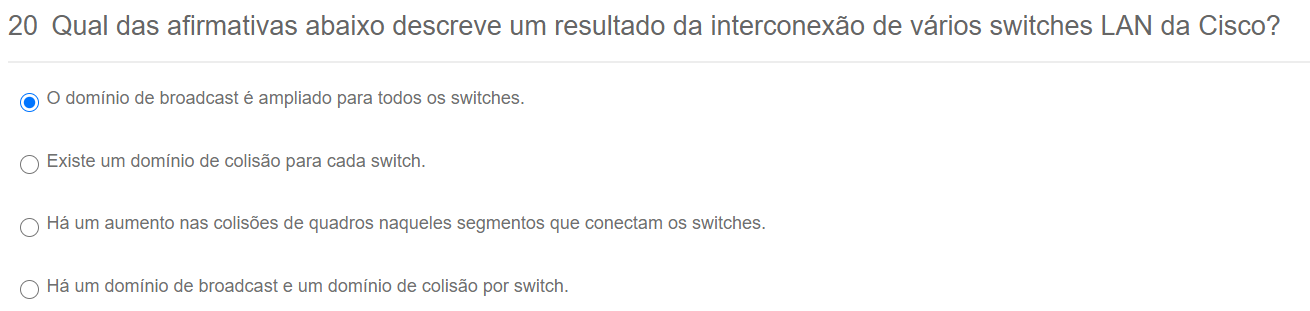 20 Qual das afirmativas abaixo descreve um resultado da interconexão de vários switches LAN da Cisco?
O domínio de broadcast é ampliado para todos os switches.
Existe um domínio de colisão para cada switch.
Há um aumento nas colisões de quadros naqueles segmentos que conectam os switches.
Há um domínio de broadcast e um domínio de colisão por switch.